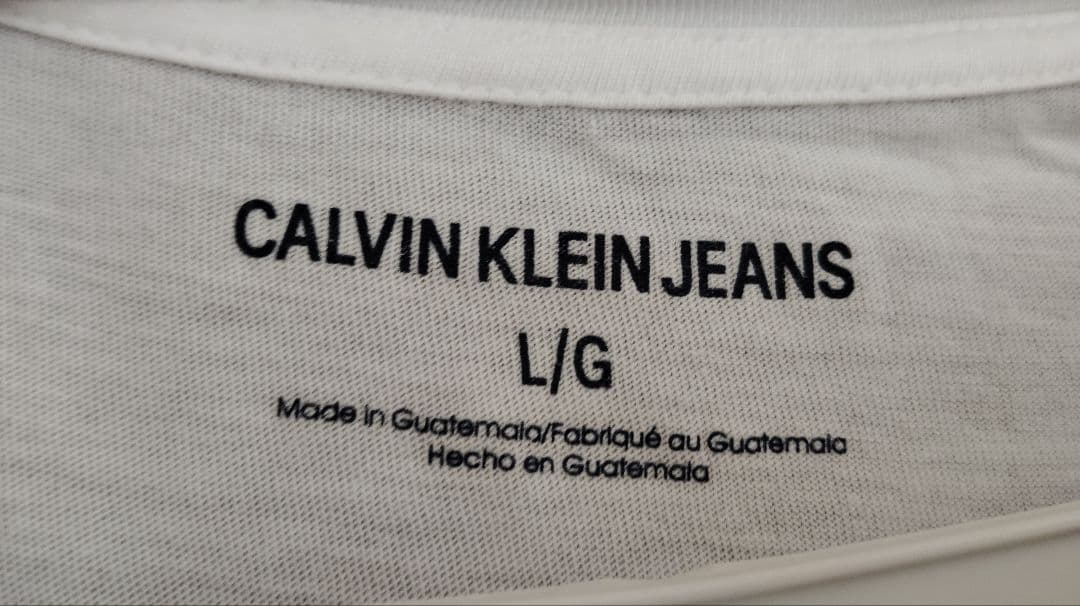 CALVIN KLEIN JEANS
L/G
Made in Guatemala/Fabriqué au Guatemala
Hecho en Guatemala